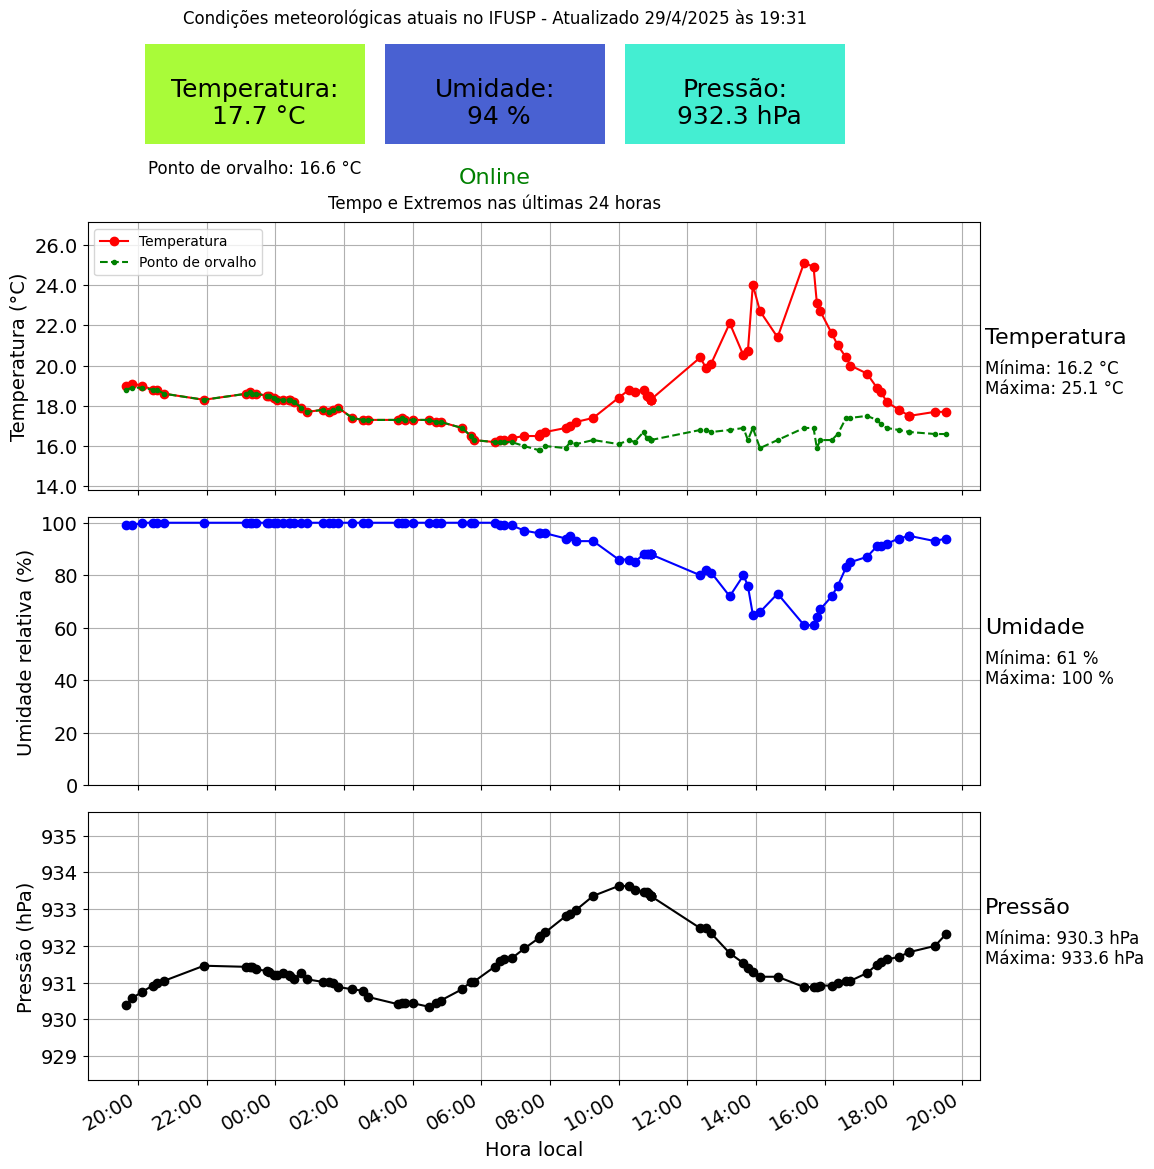 Condições meteorológicas atuais no IFUSP - Atualizado 29/4/2025 às 19:31
Temperatura:
17.7 °C
Umidade:
94 %
Pressão:
932.3 hPa
Ponto de orvalho: 16.6 °C
Online
Tempo e Extremos nas últimas 24 horas
Temperatura (°C)
26.0
24.0
22.0
20.0
18.0
16.0
14.0
Temperatura
Ponto de orvalho
Temperatura
Mínima: 16.2 °C
Máxima: 25.1 °C
Umidade relativa (%)
100
80
60
40
20
0
Umidade
Mínima: 61 %
Máxima: 100 %
Pressão (hPa)
935
934
933
932
931
930
929
Pressão
Mínima: 930.3 hPa
Máxima: 933.6 hPa
20:00 22:00 00:00 02:00 04:00 06:00 08:00 10:00 12:00 14:00 16:00 18:00 20:00
Hora local